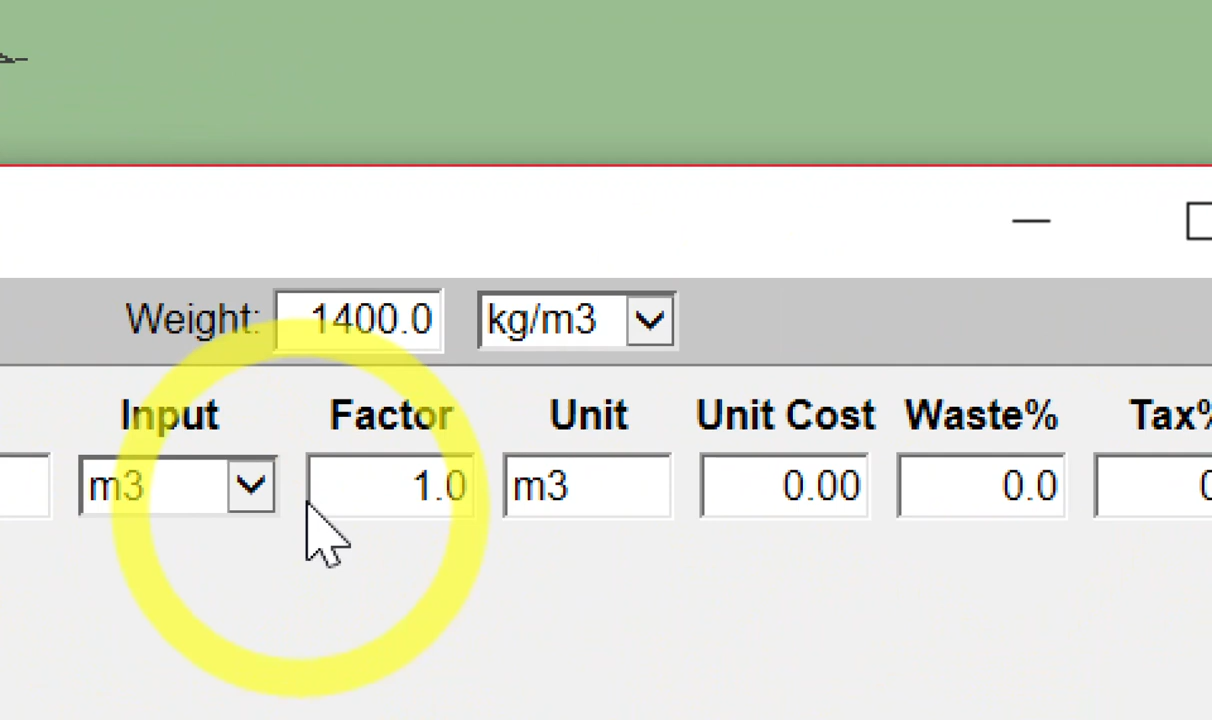 Weight: 1400.0 kg/m3
Input Factor Unit Unit Cost Waste% Tax%
m3 1.0 m3 0.00 0.0 0